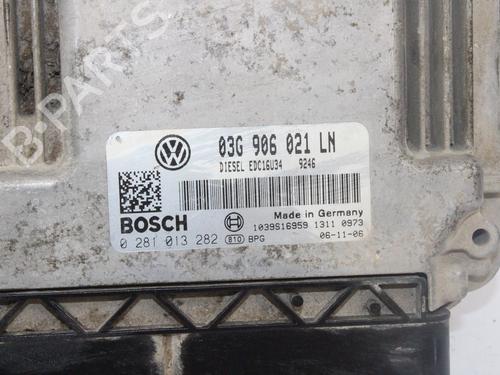 B-PARTS
03G 906 021 LN
DIESEL EDC16U34 9246
BOSCH
Made in Germany
1039S16959 1311 0973
0 281 013 282 810 BPG 06-11-06